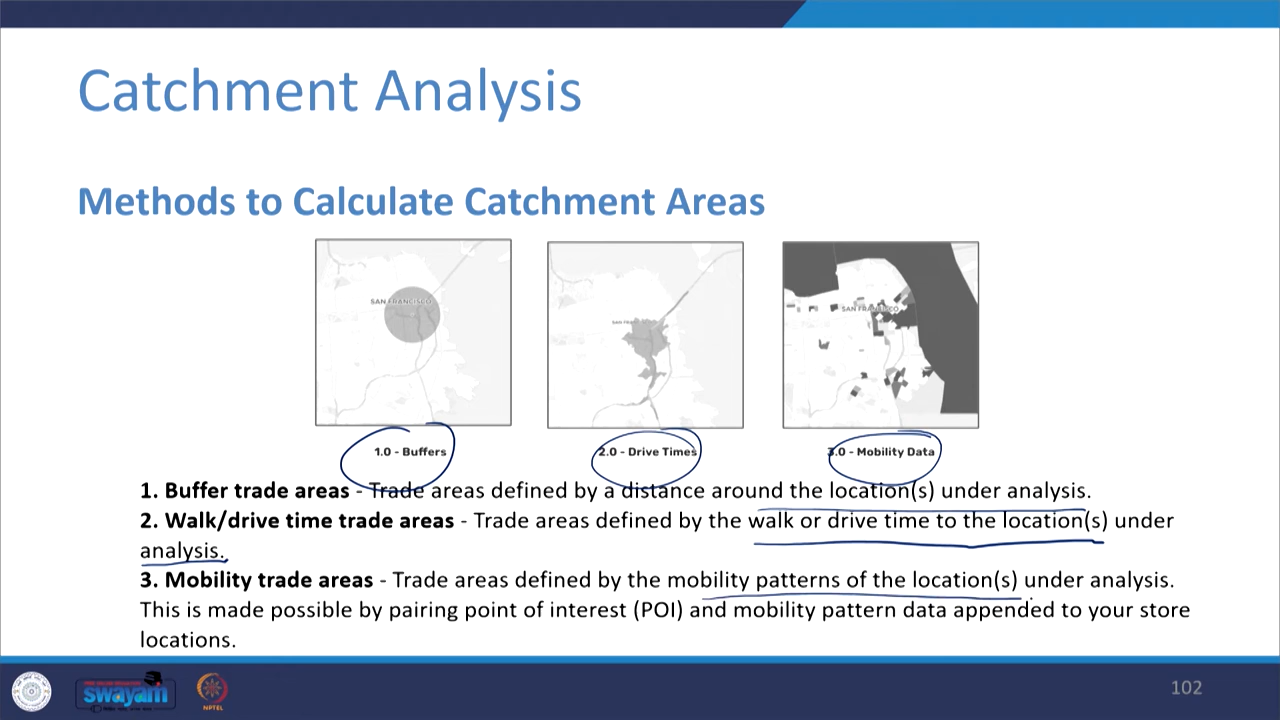 Catchment Analysis
Methods to Calculate Catchment Areas
SAN FRANCISCO
SAN FRAN
SAN FRANCISCO
1.0 - Buffers
2.0 - Drive Times
3.0 - Mobility Data
1. Buffer trade areas - Trade areas defined by a distance around the location(s) under analysis.
2. Walk/drive time trade areas - Trade areas defined by the walk or drive time to the location(s) under
analysis.
3. Mobility trade areas - Trade areas defined by the mobility patterns of the location(s) under analysis.
This is made possible by pairing point of interest (POI) and mobility pattern data appended to your store
locations.
swayam
NPTEL
102